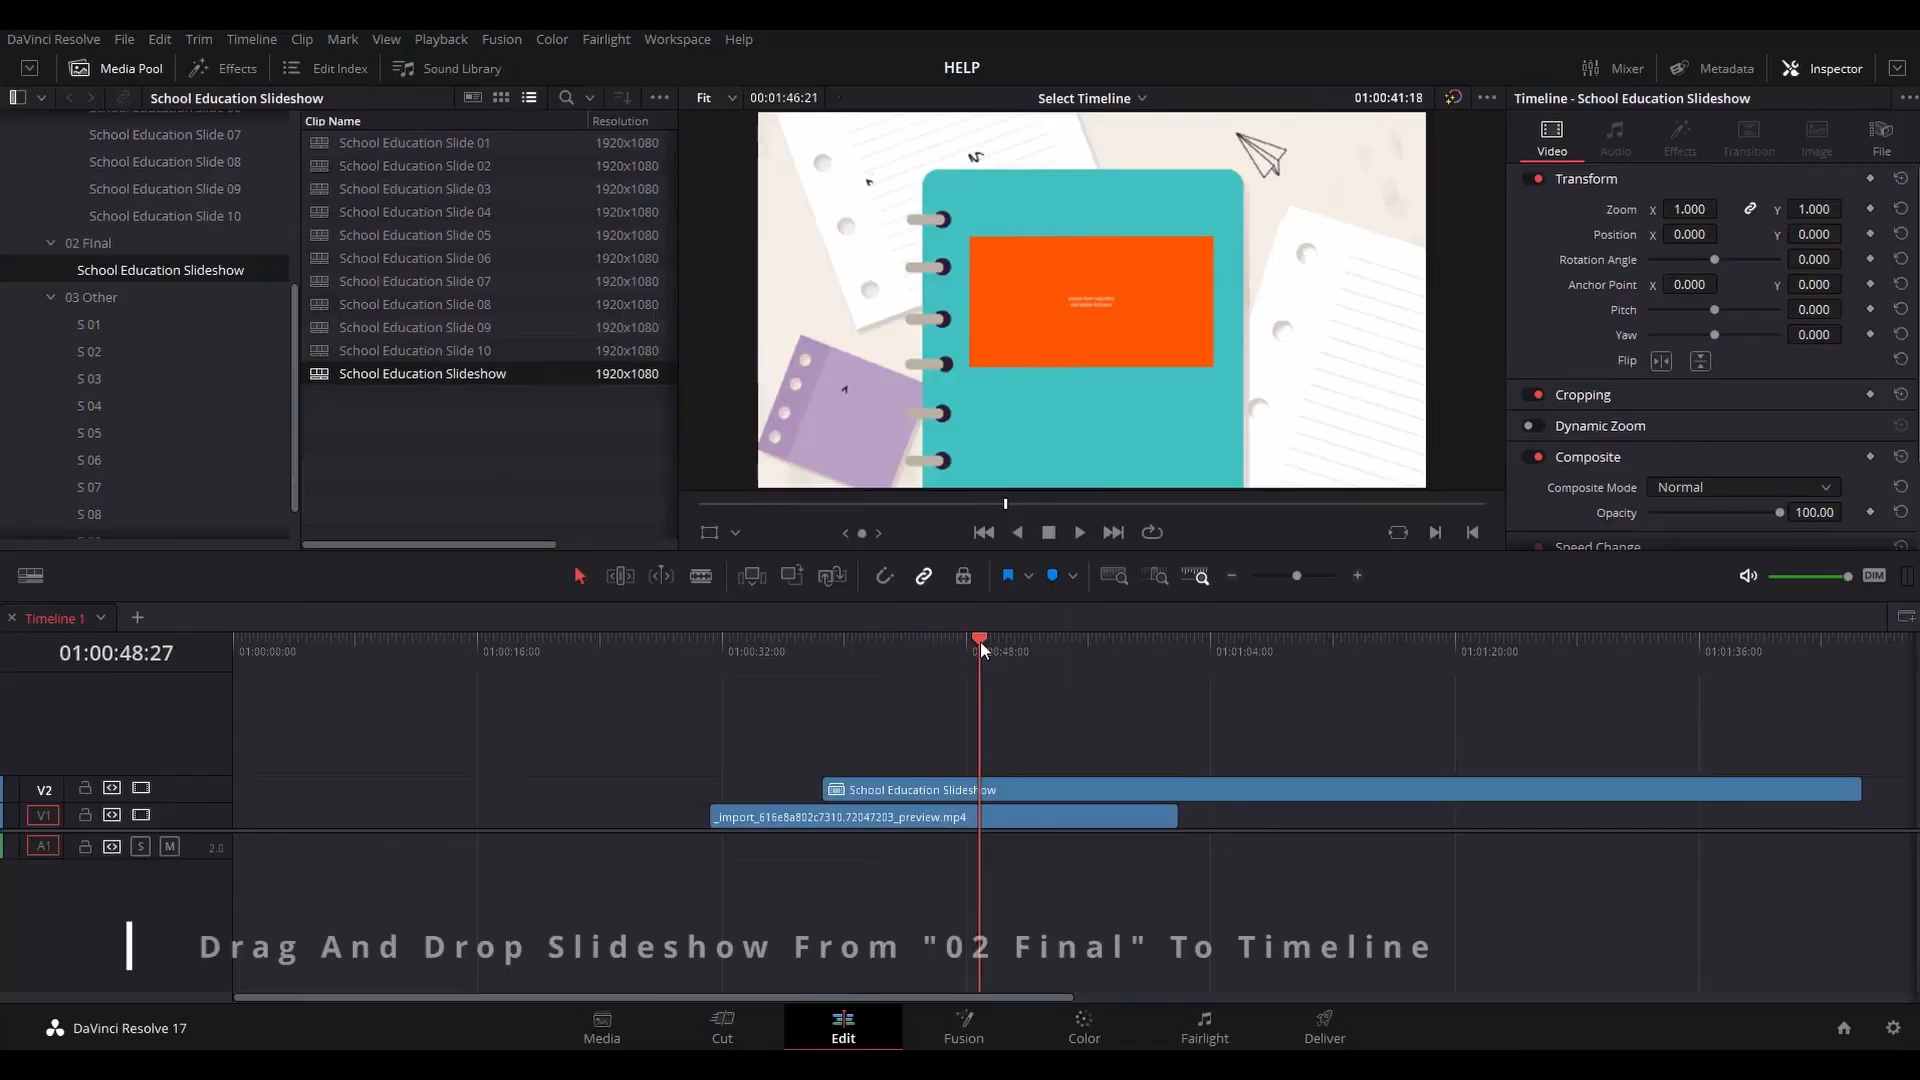 DaVinci Resolve File Edit Trim Timeline Clip Mark View Playback Fusion Color Fairlight Workspace Help
Media Pool Effects Edit Index Sound Library HELP Mixer Metadata Inspector
School Education Slideshow Fit 00:01:46:21 Select Timeline 01:00:41:18 Timeline - School Education Slideshow
Clip Name Resolution
School Education Slide 07
School Education Slide 08
School Education Slide 09
School Education Slide 10
02 FInal
School Education Slideshow
03 Other
S 01
S 02
S 03
S 04
S 05
S 06
S 07
S 08
School Education Slide 01 1920x1080
School Education Slide 02 1920x1080
School Education Slide 03 1920x1080
School Education Slide 04 1920x1080
School Education Slide 05 1920x1080
School Education Slide 06 1920x1080
School Education Slide 07 1920x1080
School Education Slide 08 1920x1080
School Education Slide 09 1920x1080
School Education Slide 10 1920x1080
School Education Slideshow 1920x1080
Video Audio Effects Transition Image File
Transform
Zoom X 1.000 Y 1.000
Position X 0.000 Y 0.000
Rotation Angle 0.000
Anchor Point X 0.000 Y 0.000
Pitch 0.000
Yaw 0.000
Flip
Cropping
Dynamic Zoom
Composite
Composite Mode Normal
Opacity 100.00
Speed Change
DIM
Timeline 1
01:00:48:27
01:00:00:00 01:00:16:00 01:00:32:00 00:48:00 01:01:04:00 01:01:20:00 01:01:36:00
V2 School Education Slideshow
V1 _import_616e8a802c7310.72047203_preview.mp4
A1 S M 2.0
Drag And Drop Slideshow From "02 Final" To Timeline
DaVinci Resolve 17
Media Cut Edit Fusion Color Fairlight Deliver